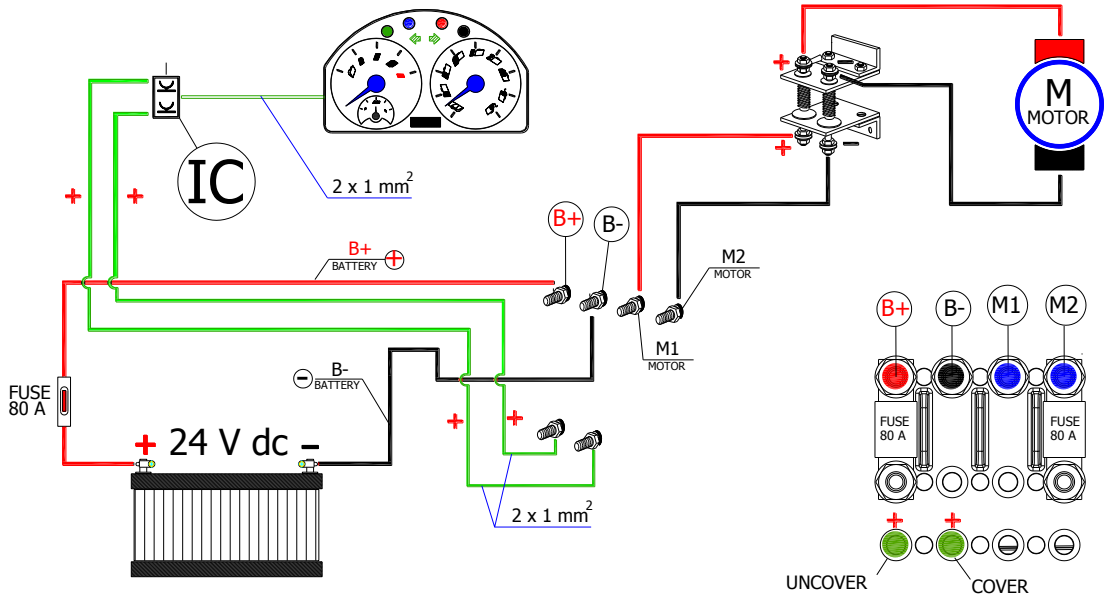 IC
2 x 1 mm²
B+
BATTERY
+
B+
B-
M2
MOTOR
M1
MOTOR
+
+
-
M
MOTOR
+
+
FUSE
80 A
-
B-
BATTERY
+ 24 V dc -
+
+
2 x 1 mm²
B+
B-
M1
M2
FUSE
80 A
FUSE
80 A
+
+
UNCOVER
COVER